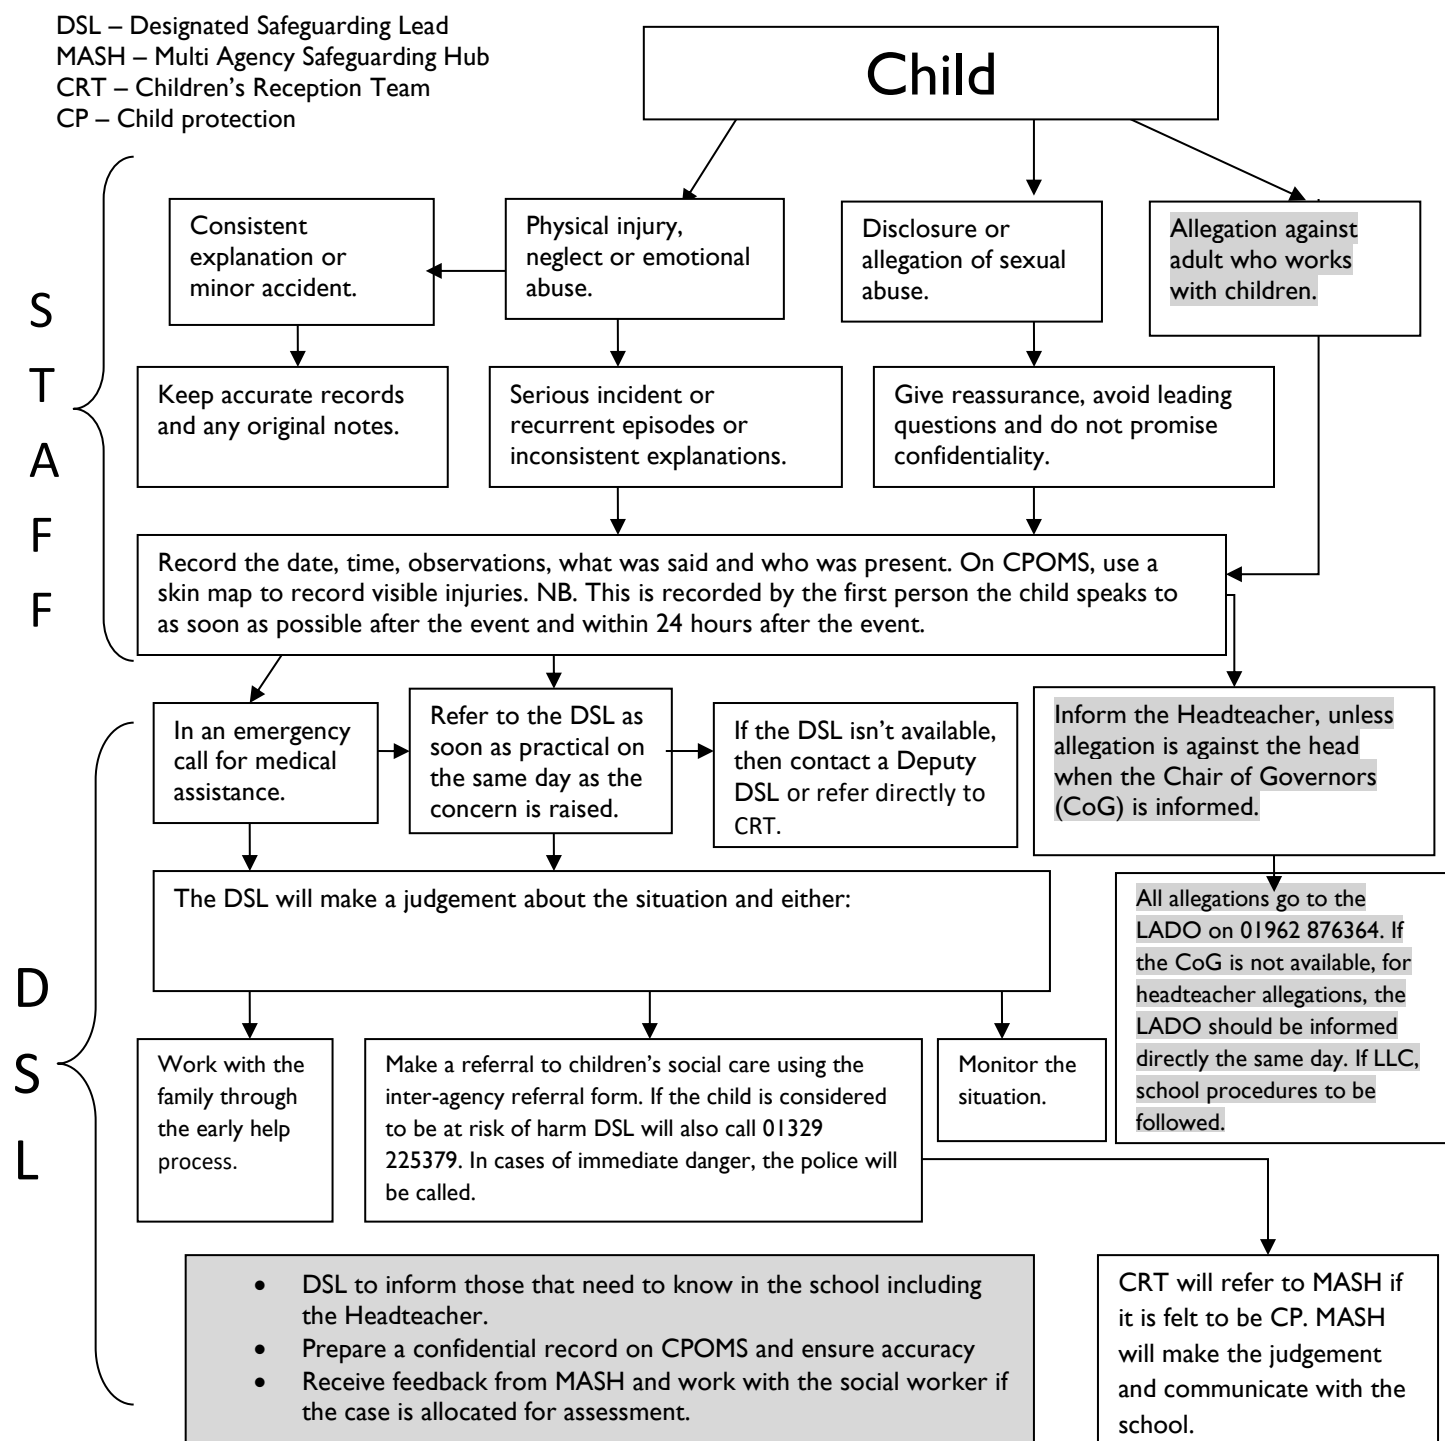 DSL – Designated Safeguarding Lead
MASH – Multi Agency Safeguarding Hub
CRT – Children's Reception Team
CP – Child protection
Child
S
T
A
F
F
Consistent
explanation or
minor accident.
Physical injury,
neglect or emotional
abuse.
Disclosure or
allegation of sexual
abuse.
Allegation against
adult who works
with children.
Keep accurate records
and any original notes.
Serious incident or
recurrent episodes or
inconsistent explanations.
Give reassurance, avoid leading
questions and do not promise
confidentiality.
Record the date, time, observations, what was said and who was present. On CPOMS, use a
skin map to record visible injuries. NB. This is recorded by the first person the child speaks to
as soon as possible after the event and within 24 hours after the event.
D
S
L
In an emergency
call for medical
assistance.
Refer to the DSL as
soon as practical on
the same day as the
concern is raised.
If the DSL isn't available,
then contact a Deputy
DSL or refer directly to
CRT.
Inform the Headteacher, unless
allegation is against the head
when the Chair of Governors
(CoG) is informed.
The DSL will make a judgement about the situation and either:
All allegations go to the
LADO on 01962 876364. If
the CoG is not available, for
headteacher allegations, the
LADO should be informed
directly the same day. If LLC,
school procedures to be
followed.
Work with the
family through
the early help
process.
Make a referral to children's social care using the
inter-agency referral form. If the child is considered
to be at risk of harm DSL will also call 01329
225379. In cases of immediate danger, the police will
be called.
Monitor the
situation.
• DSL to inform those that need to know in the school including
the Headteacher.
• Prepare a confidential record on CPOMS and ensure accuracy
• Receive feedback from MASH and work with the social worker if
the case is allocated for assessment.
CRT will refer to MASH if
it is felt to be CP. MASH
will make the judgement
and communicate with the
school.